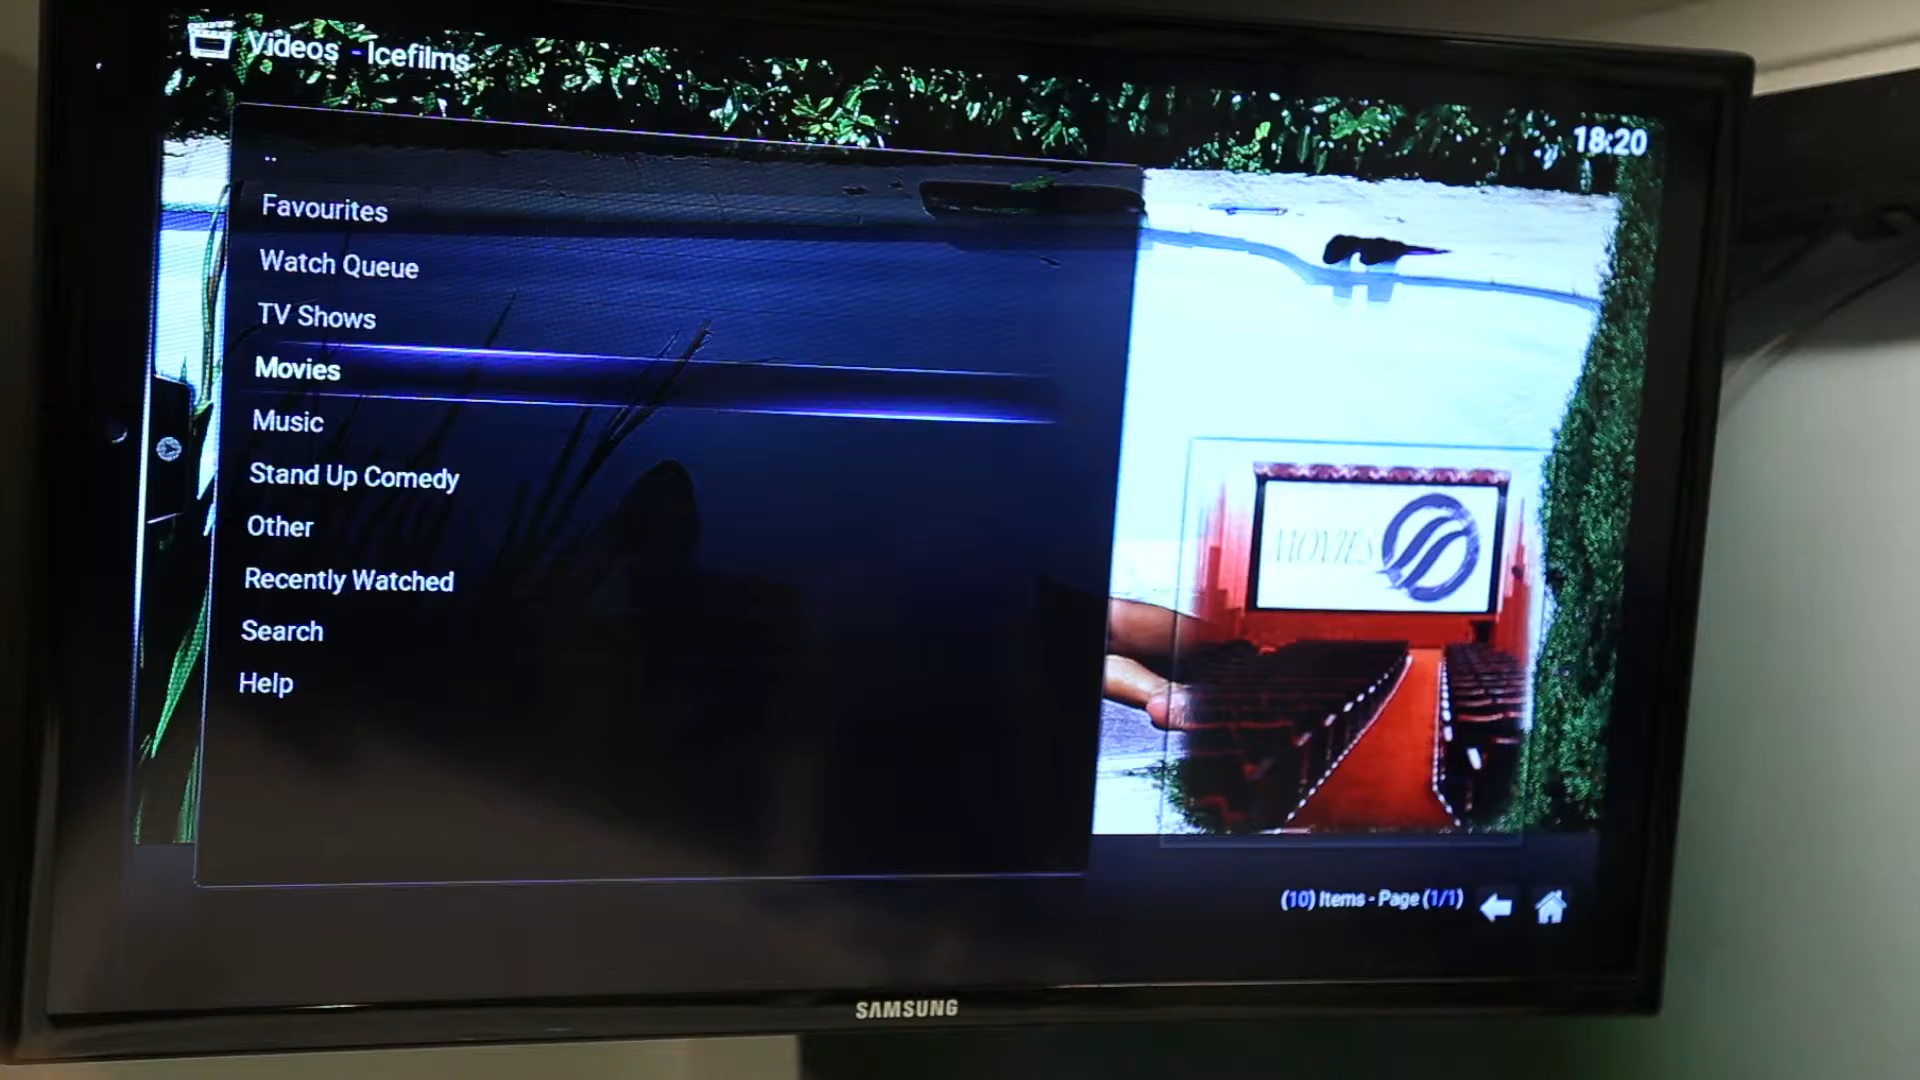 Videos - Icefilms
18:20
..
Favourites
Watch Queue
TV Shows
Movies
Music
Stand Up Comedy
Other
Recently Watched
Search
Help
MOVIES
(10) Items - Page (1/1)
SAMSUNG